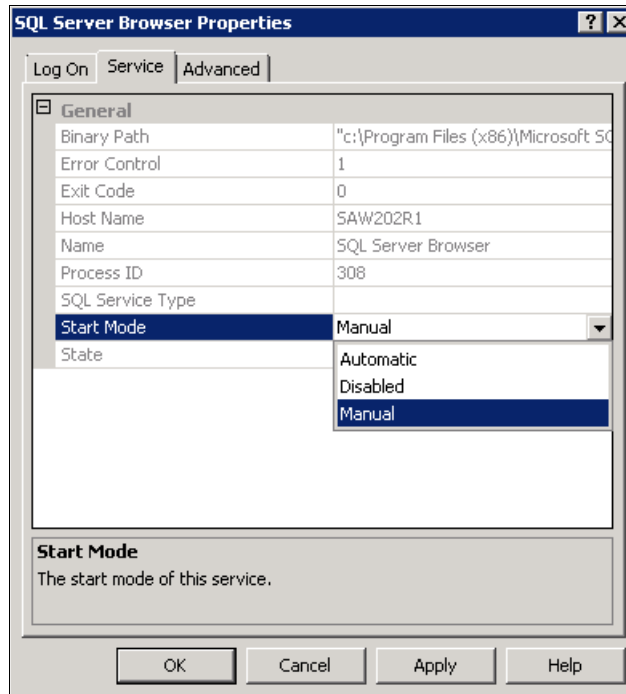 SQL Server Browser Properties
Log On Service Advanced
General
Binary Path "c:\Program Files (x86)\Microsoft SQ
Error Control 1
Exit Code 0
Host Name SAW202R1
Name SQL Server Browser
Process ID 308
SQL Service Type
Start Mode Manual
State
Automatic
Disabled
Manual
Start Mode
The start mode of this service.
OK Cancel Apply Help